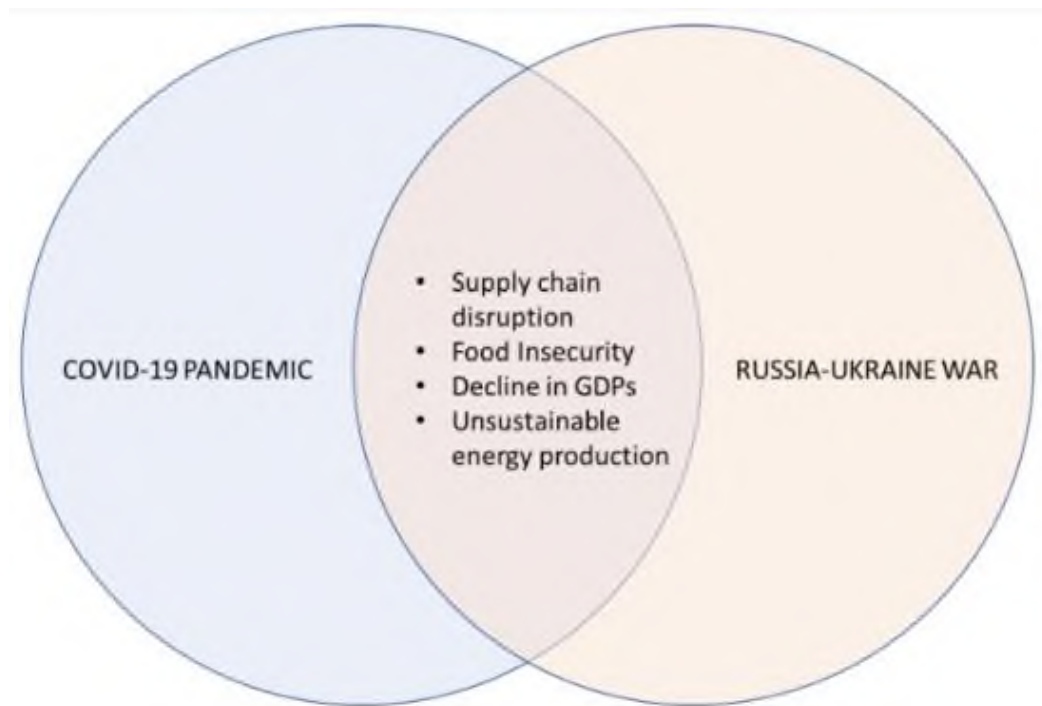 COVID-19 PANDEMIC
• Supply chain
disruption
• Food Insecurity
• Decline in GDPs
• Unsustainable
energy production
RUSSIA-UKRAINE WAR